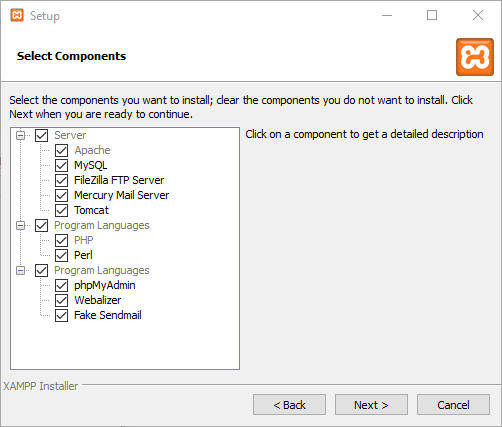 Setup
Select Components
Select the components you want to install; clear the components you do not want to install. Click
Next when you are ready to continue.
Server
Apache
MySQL
FileZilla FTP Server
Mercury Mail Server
Tomcat
Program Languages
PHP
Perl
Program Languages
phpMyAdmin
Webalizer
Fake Sendmail
Click on a component to get a detailed description
XAMPP Installer
< Back
Next >
Cancel